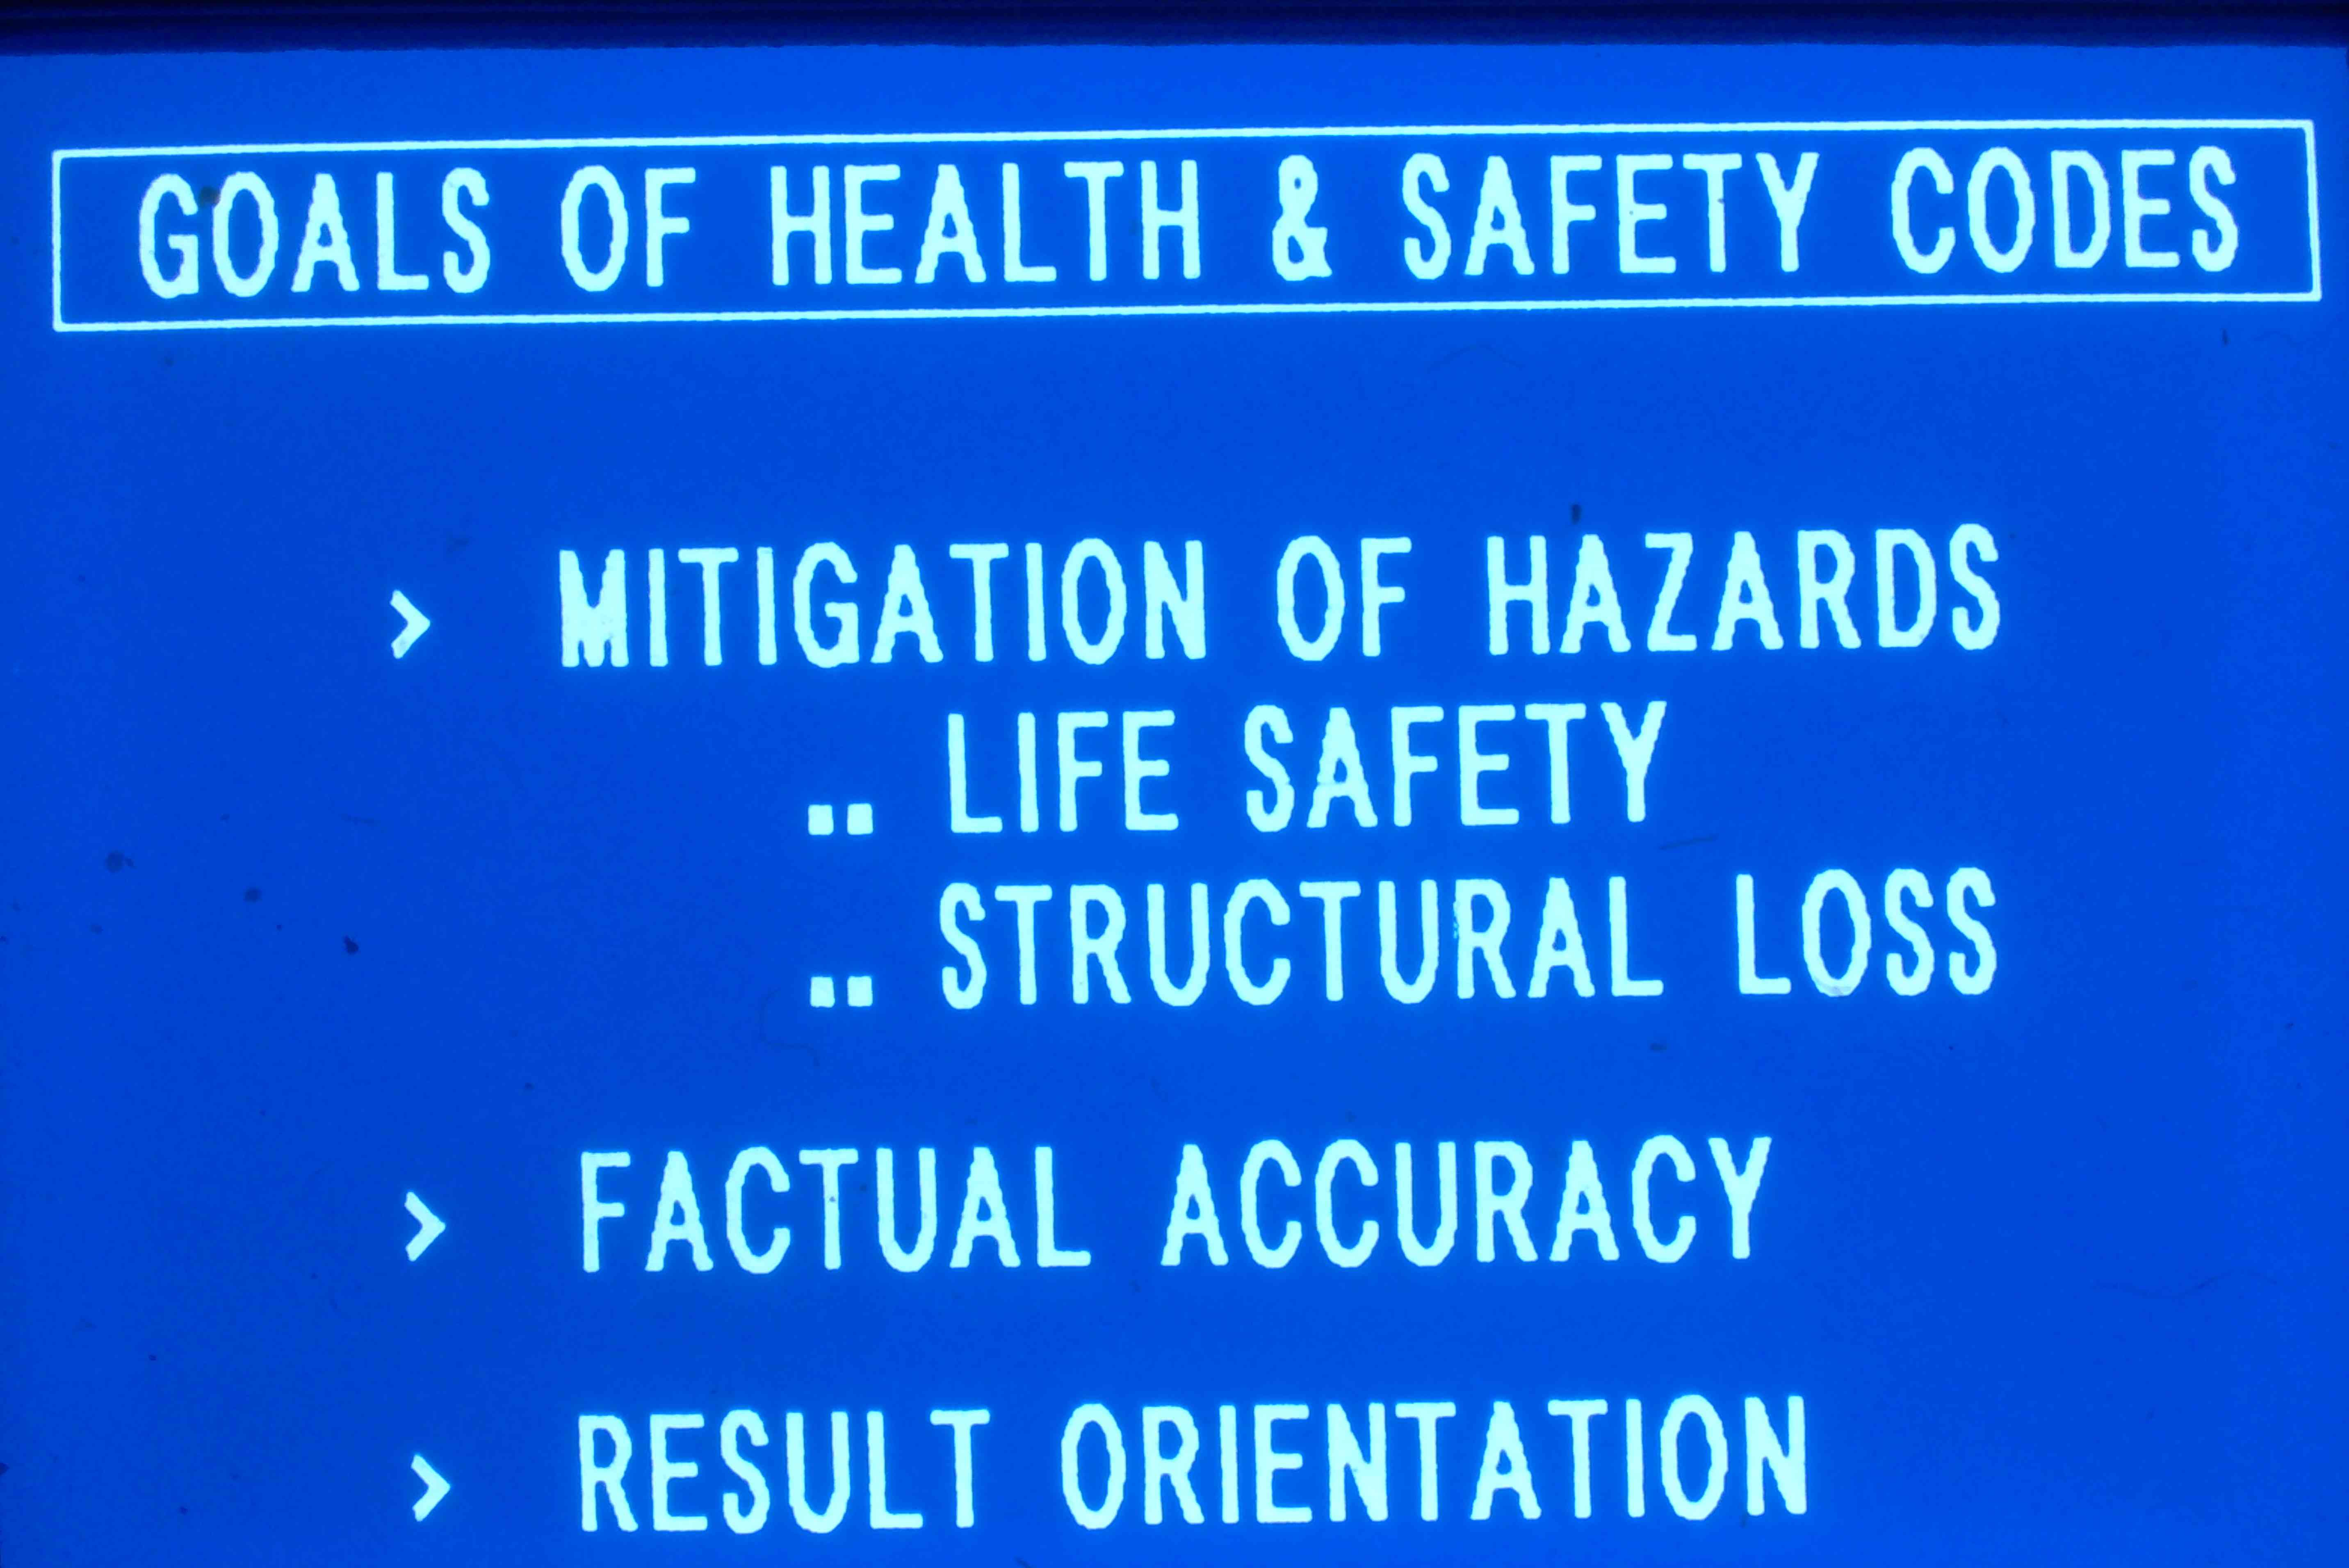 GOALS OF HEALTH & SAFETY CODES
> MITIGATION OF HAZARDS
.. LIFE SAFETY
.. STRUCTURAL LOSS
> FACTUAL ACCURACY
> RESULT ORIENTATION